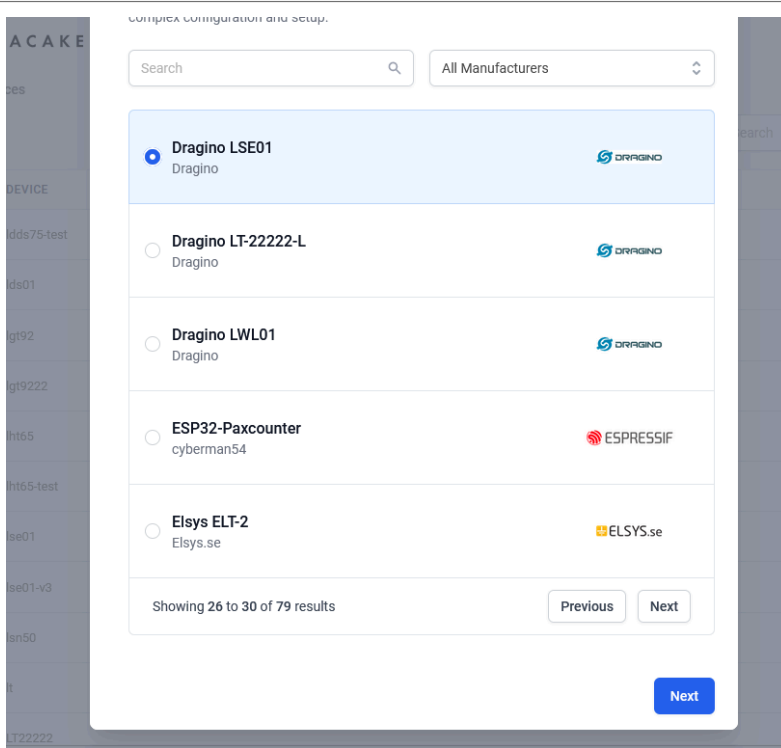 complex configuration and setup.
ACAKE
ces
Search
All Manufacturers
earch
Dragino LSE01
Dragino
DRAGINO
DEVICE
ldds75-test
Dragino LT-22222-L
Dragino
DRAGINO
lds01
lgt92
Dragino LWL01
Dragino
DRAGINO
lgt9222
lht65
ESP32-Paxcounter
cyberman54
ESPRESSIF
lht65-test
lse01
Elsys ELT-2
Elsys.se
ELSYS.se
lse01-v3
Showing 26 to 30 of 79 results
Previous
Next
lsn50
lt
Next
LT22222